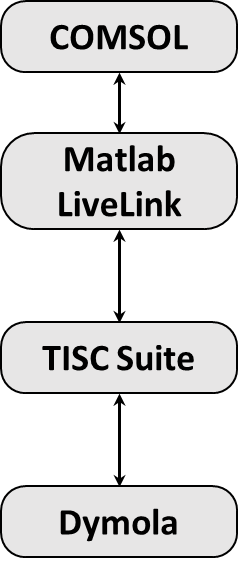 COMSOL
Matlab
LiveLink
TISC Suite
Dymola